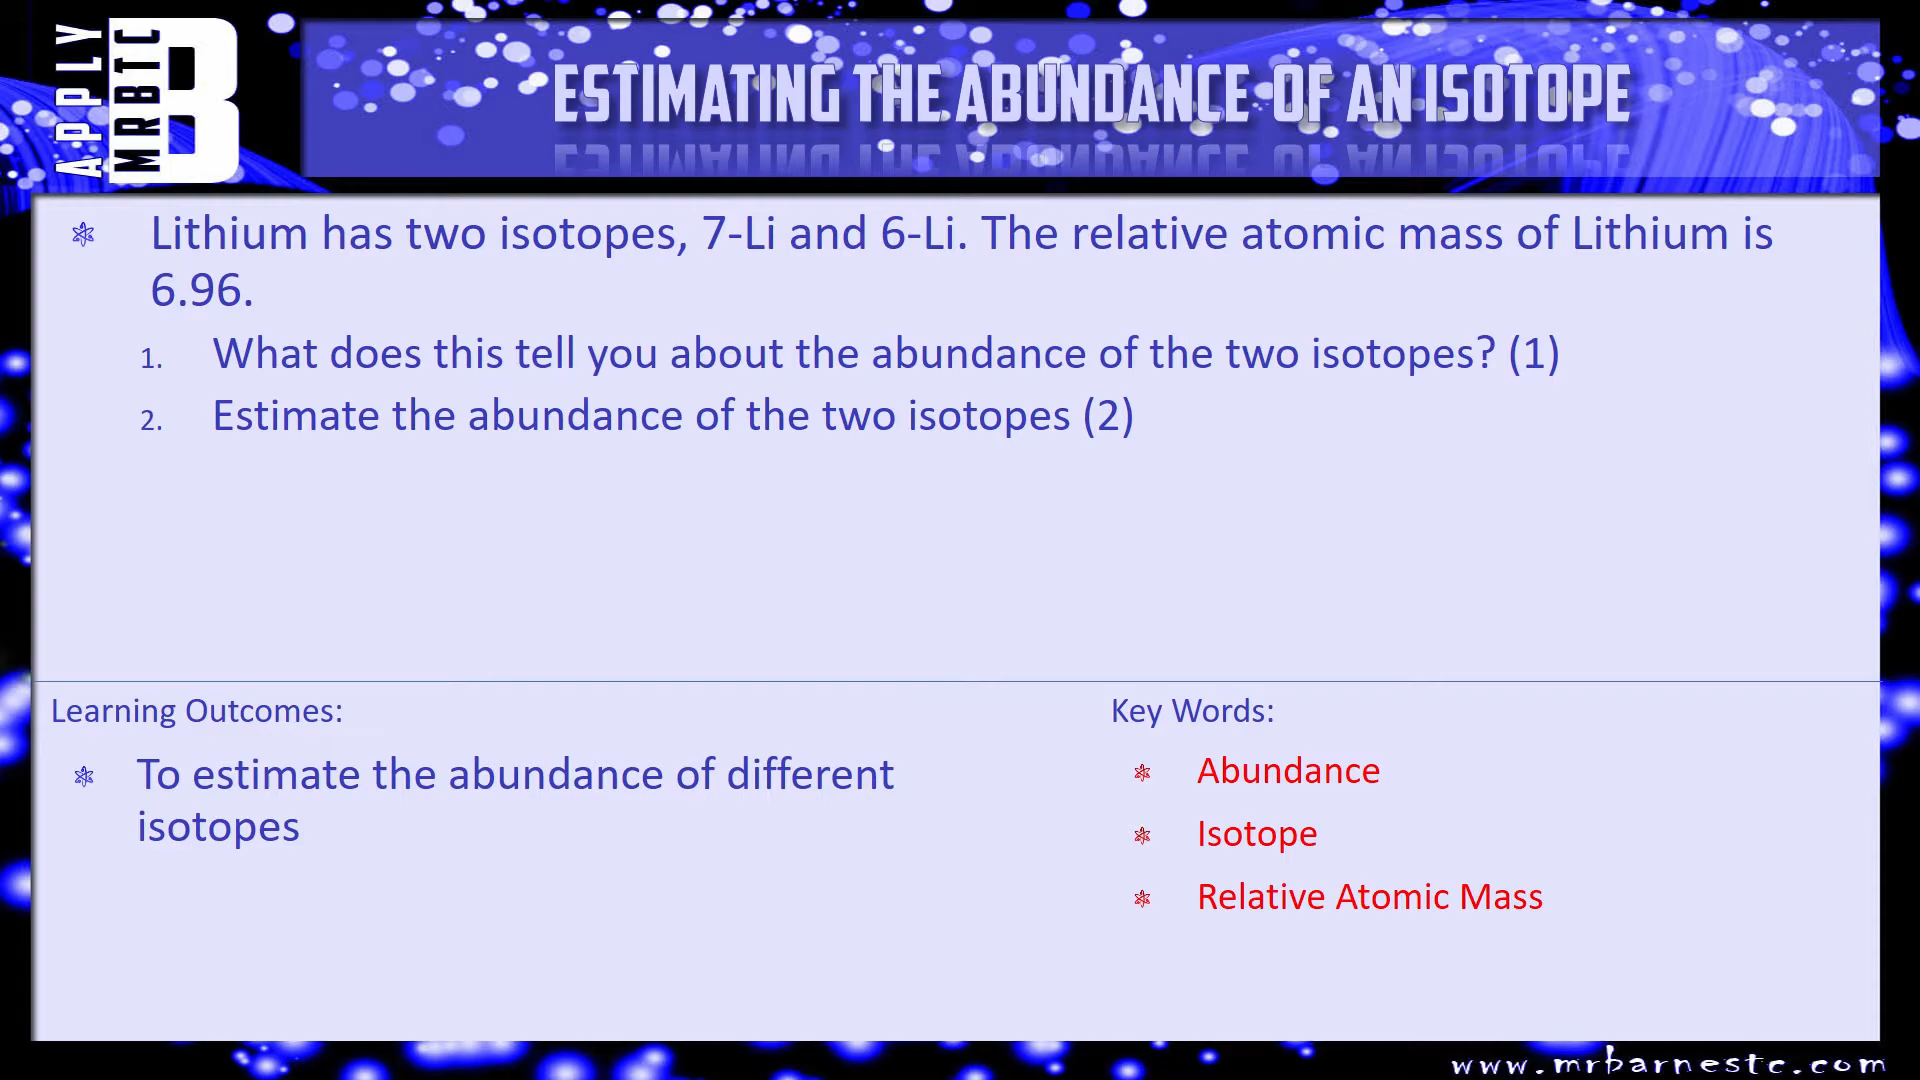 APPLY
MRBTC
B
ESTIMATING THE ABUNDANCE OF AN ISOTOPE
Lithium has two isotopes, 7-Li and 6-Li. The relative atomic mass of Lithium is
6.96.
1. What does this tell you about the abundance of the two isotopes? (1)
2. Estimate the abundance of the two isotopes (2)
Learning Outcomes:
To estimate the abundance of different
isotopes
Key Words:
Abundance
Isotope
Relative Atomic Mass
www.mrbarnestc.com